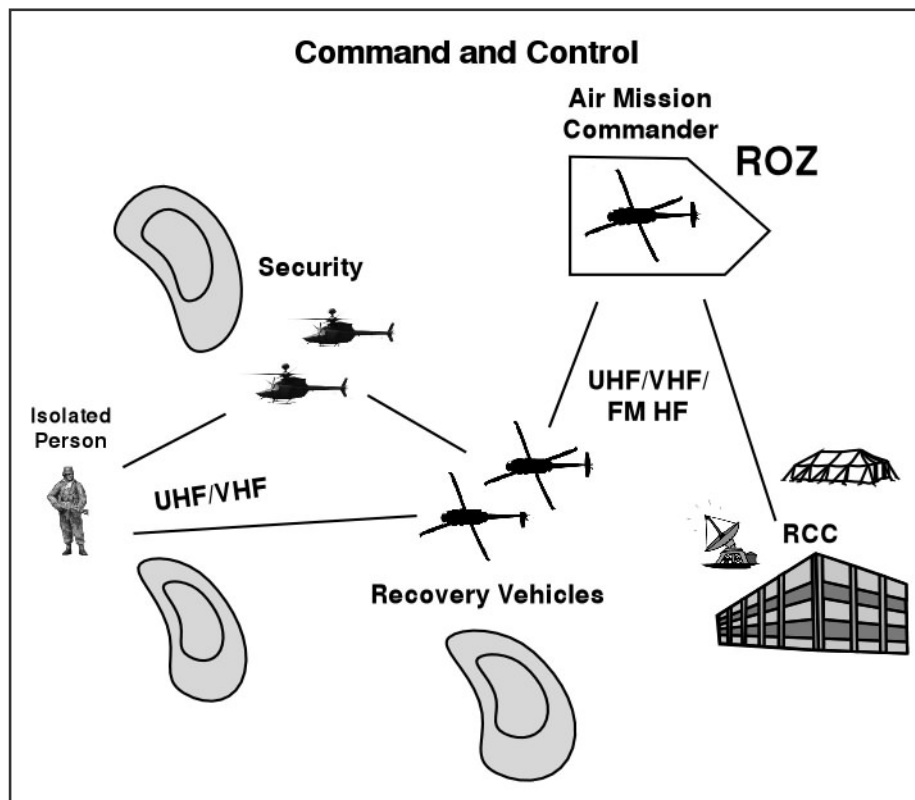 Command and Control
Air Mission
Commander
ROZ
Security
UHF/VHF/
FM HF
Isolated
Person
UHF/VHF
RCC
Recovery Vehicles